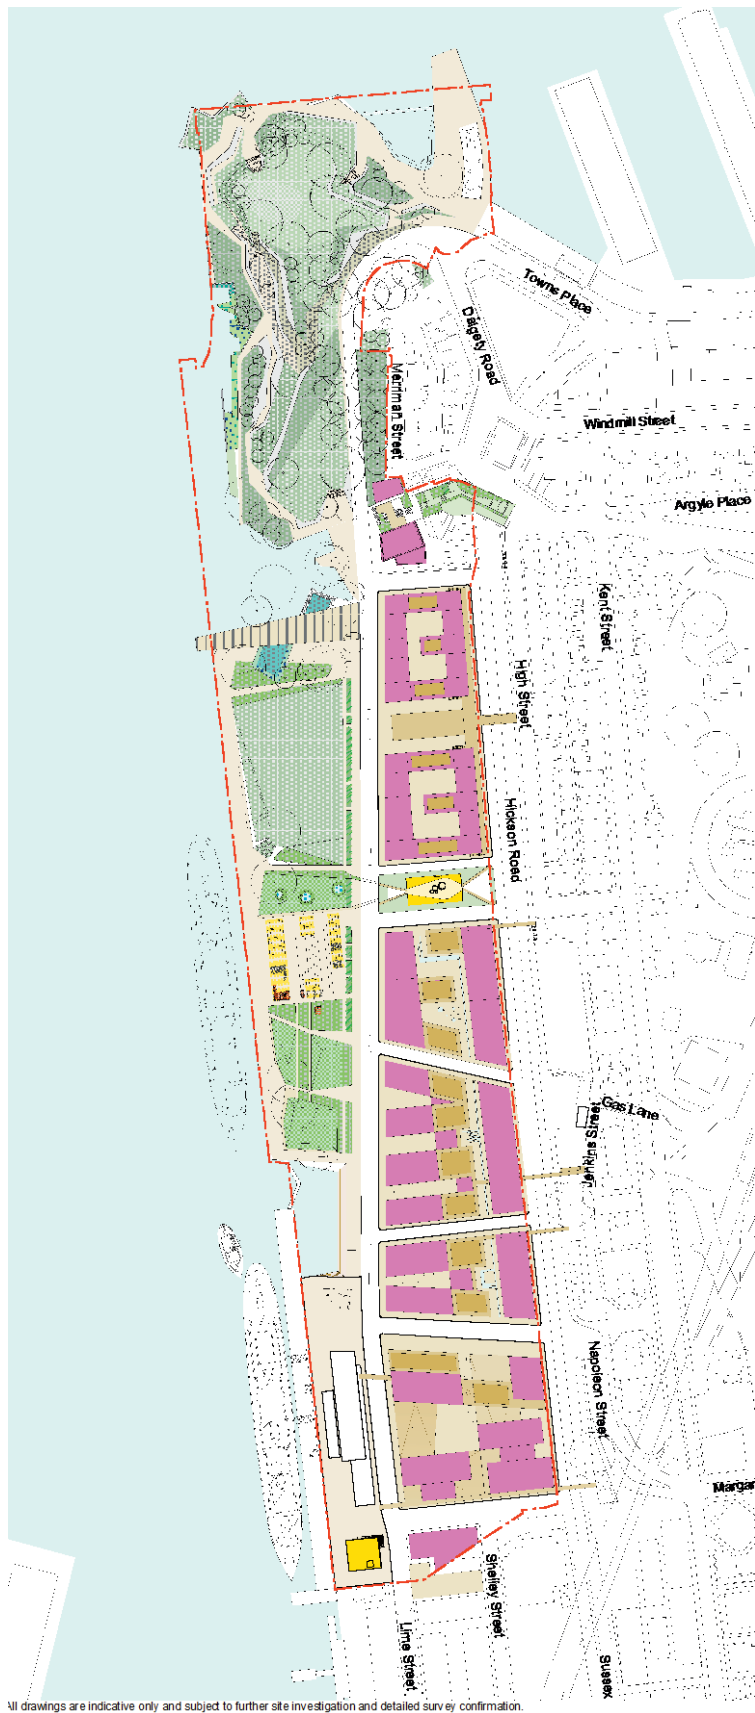 Towns Place
Dalgety Road
Merriman Street
Windmill Street
Argyle Place
Kent Street
High Street
Hickson Road
Gas Lane
Jenkins Street
Napoleon Street
Margar
Shelley Street
Lime Street
Sussex
All drawings are indicative only and subject to further site investigation and detailed survey confirmation.